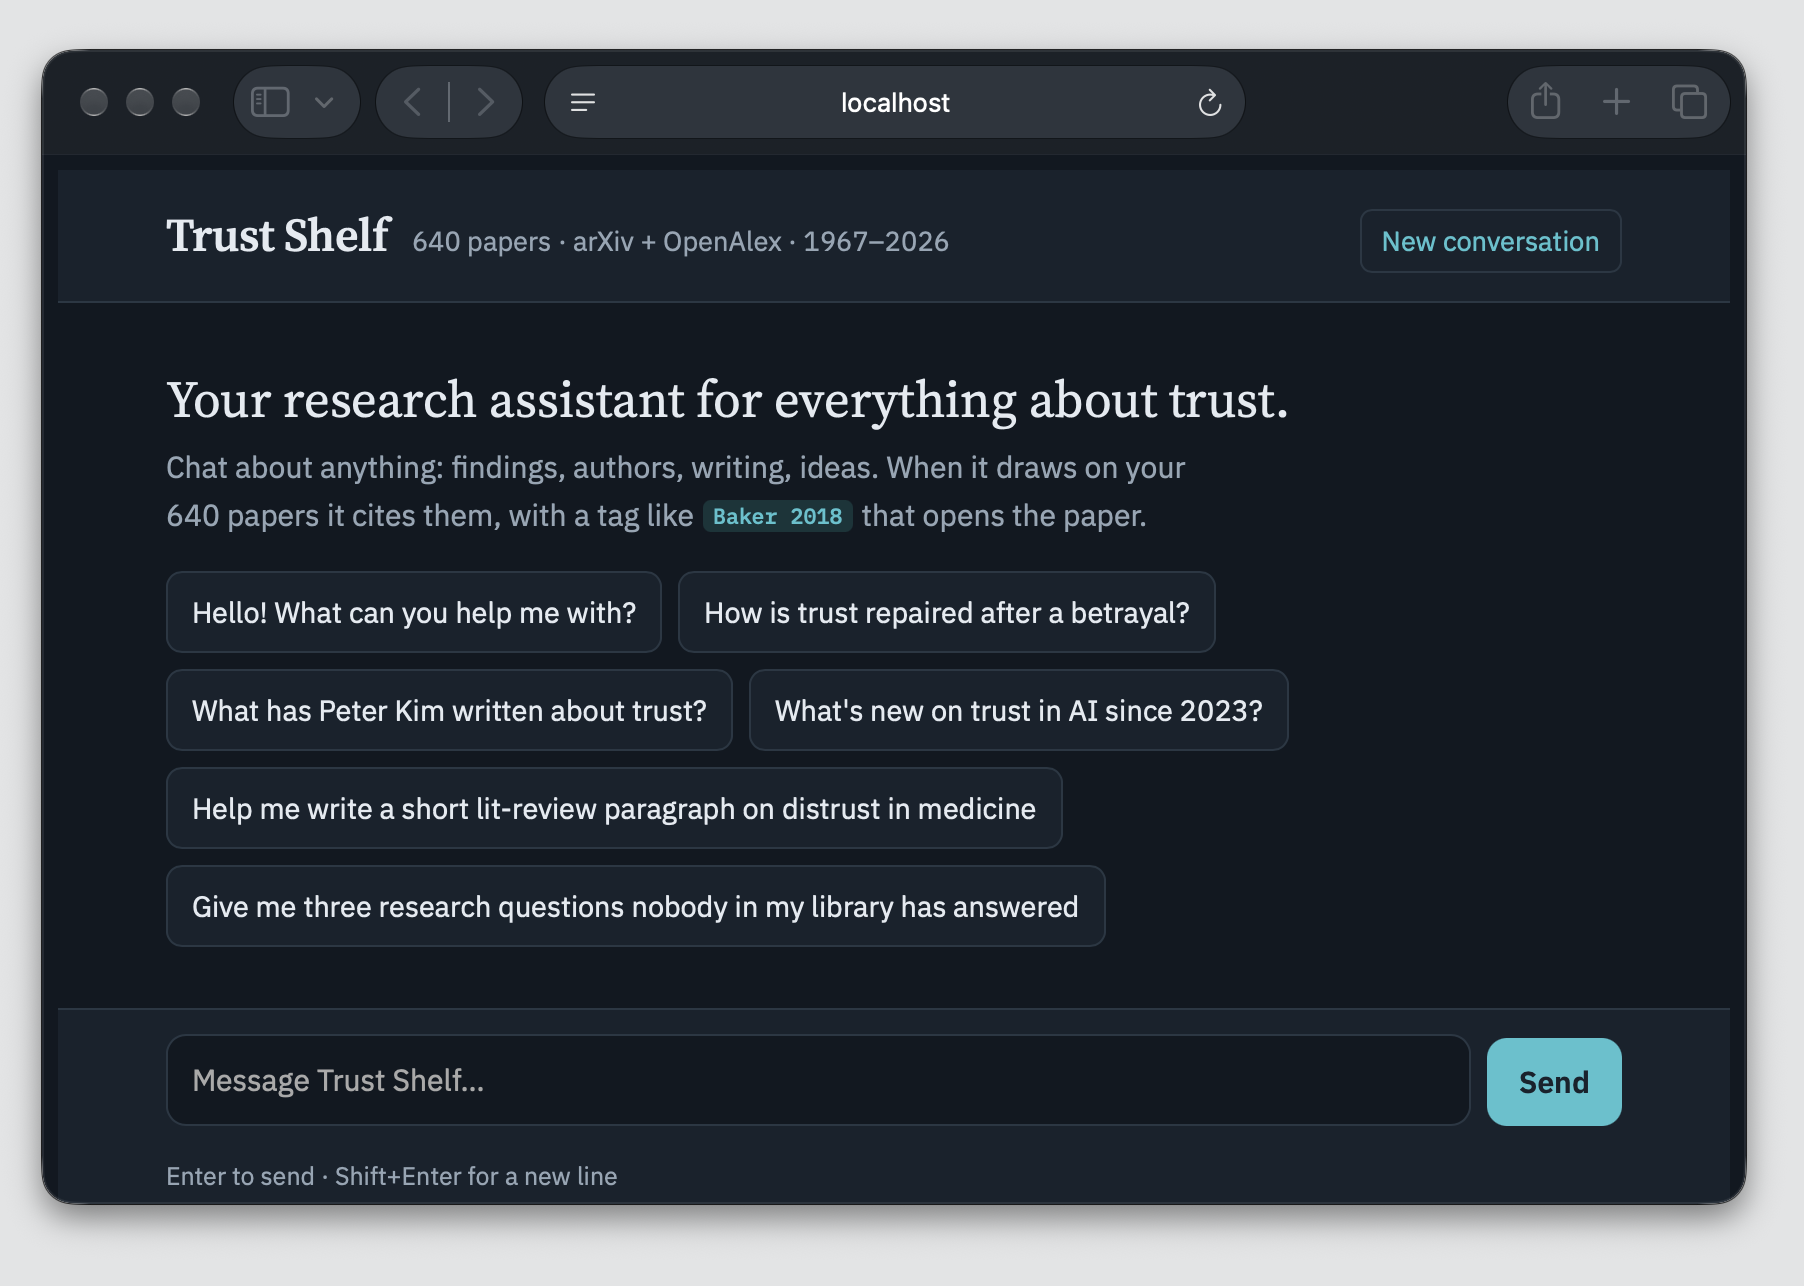 localhost
Trust Shelf 640 papers · arXiv + OpenAlex · 1967–2026
New conversation
Your research assistant for everything about trust.
Chat about anything: findings, authors, writing, ideas. When it draws on your
640 papers it cites them, with a tag like Baker 2018 that opens the paper.
Hello! What can you help me with?
How is trust repaired after a betrayal?
What has Peter Kim written about trust?
What's new on trust in AI since 2023?
Help me write a short lit-review paragraph on distrust in medicine
Give me three research questions nobody in my library has answered
Message Trust Shelf...
Send
Enter to send · Shift+Enter for a new line